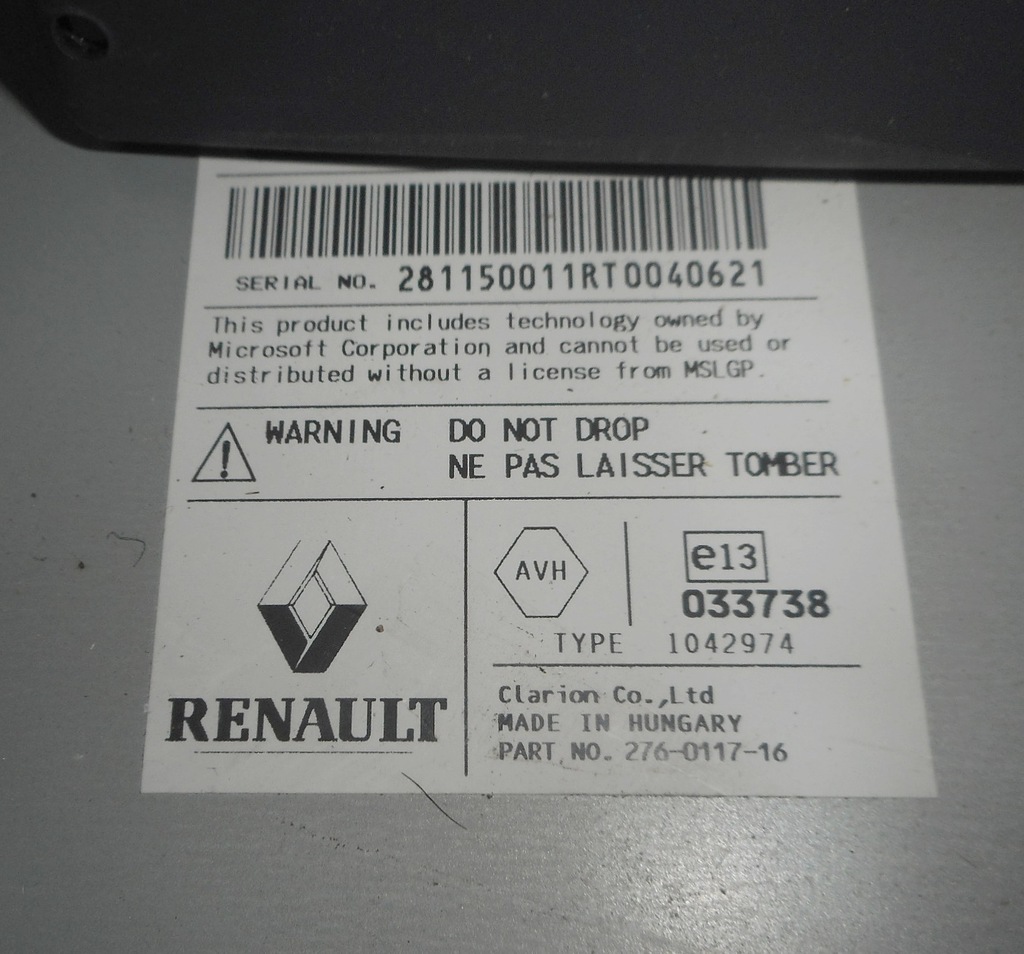 SERIAL NO. 281150011RT0040621
This product includes technology owned by
Microsoft Corporation and cannot be used or
distributed without a license from MSLGP.
WARNING DO NOT DROP
NE PAS LAISSER TOMBER
RENAULT
AVH
e13
033738
TYPE 1042974
Clarion Co.,Ltd
MADE IN HUNGARY
PART NO. 276-0117-16